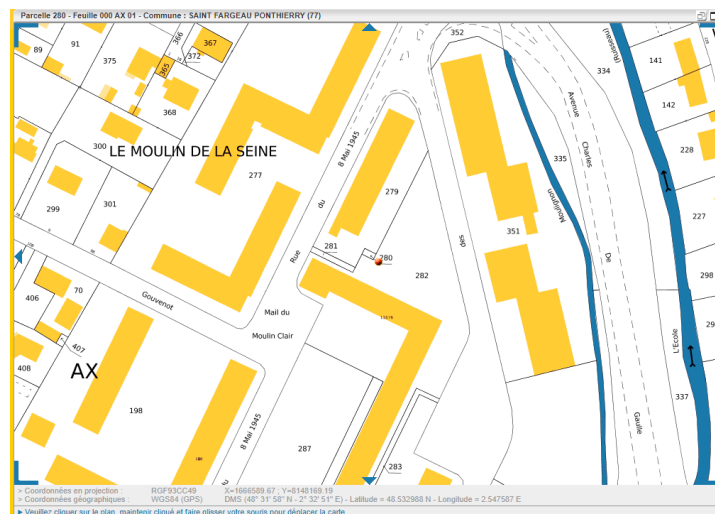 Parcelle 280 - Feuille 000 AX 01 - Commune : SAINT FARGEAU PONTHIERRY (77)
89
91
375
366
367
372
365
368
352
334
141
142
(Ruisseau)
Avenue
Charles
De
Gaulle
228
300
LE MOULIN DE LA SEINE
277
8 Mai 1945
du
Rue
279
335
Moulignon
299
301
227
281
280
282
des
351
298
406
70
Gouvenot
Mail du
Moulin Clair
407
408
AX
L'Ecole
198
8 Mai 1945
287
283
337
> Coordonnées en projection : RGF93CC49 X=1666589.67 ; Y=8148169.19
> Coordonnées géographiques : WGS84 (GPS) DMS (48° 31' 58" N - 2° 32' 51" E) - Latitude = 48.532988 N - Longitude = 2.547587 E
► Veuillez cliquer sur le plan, maintenir cliqué et faire glisser votre souris pour déplacer la carte